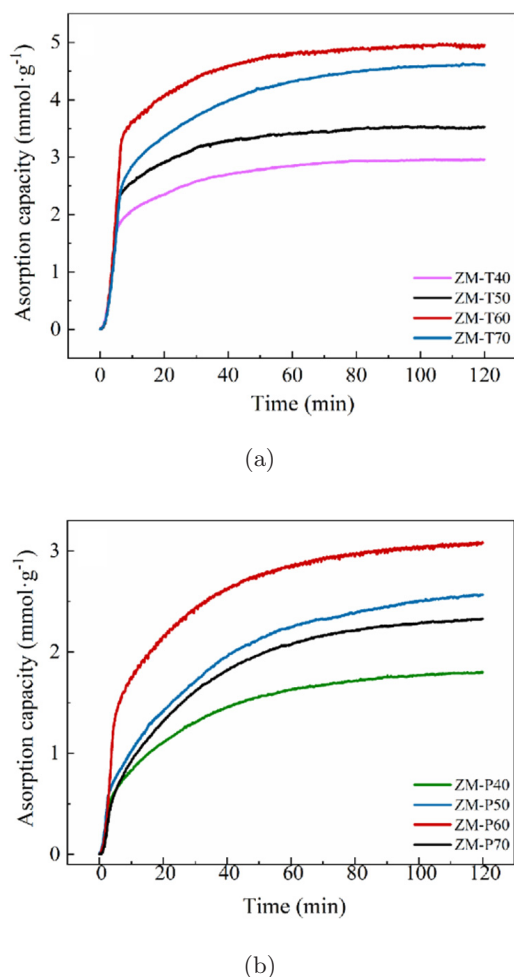 5
4
3
2
1
0
Asorption capacity (mmol·g⁻¹)
ZM-T40
ZM-T50
ZM-T60
ZM-T70
0 20 40 60 80 100 120
Time (min)
(a)
3
2
1
0
Asorption capacity (mmol·g⁻¹)
ZM-P40
ZM-P50
ZM-P60
ZM-P70
0 20 40 60 80 100 120
Time (min)
(b)